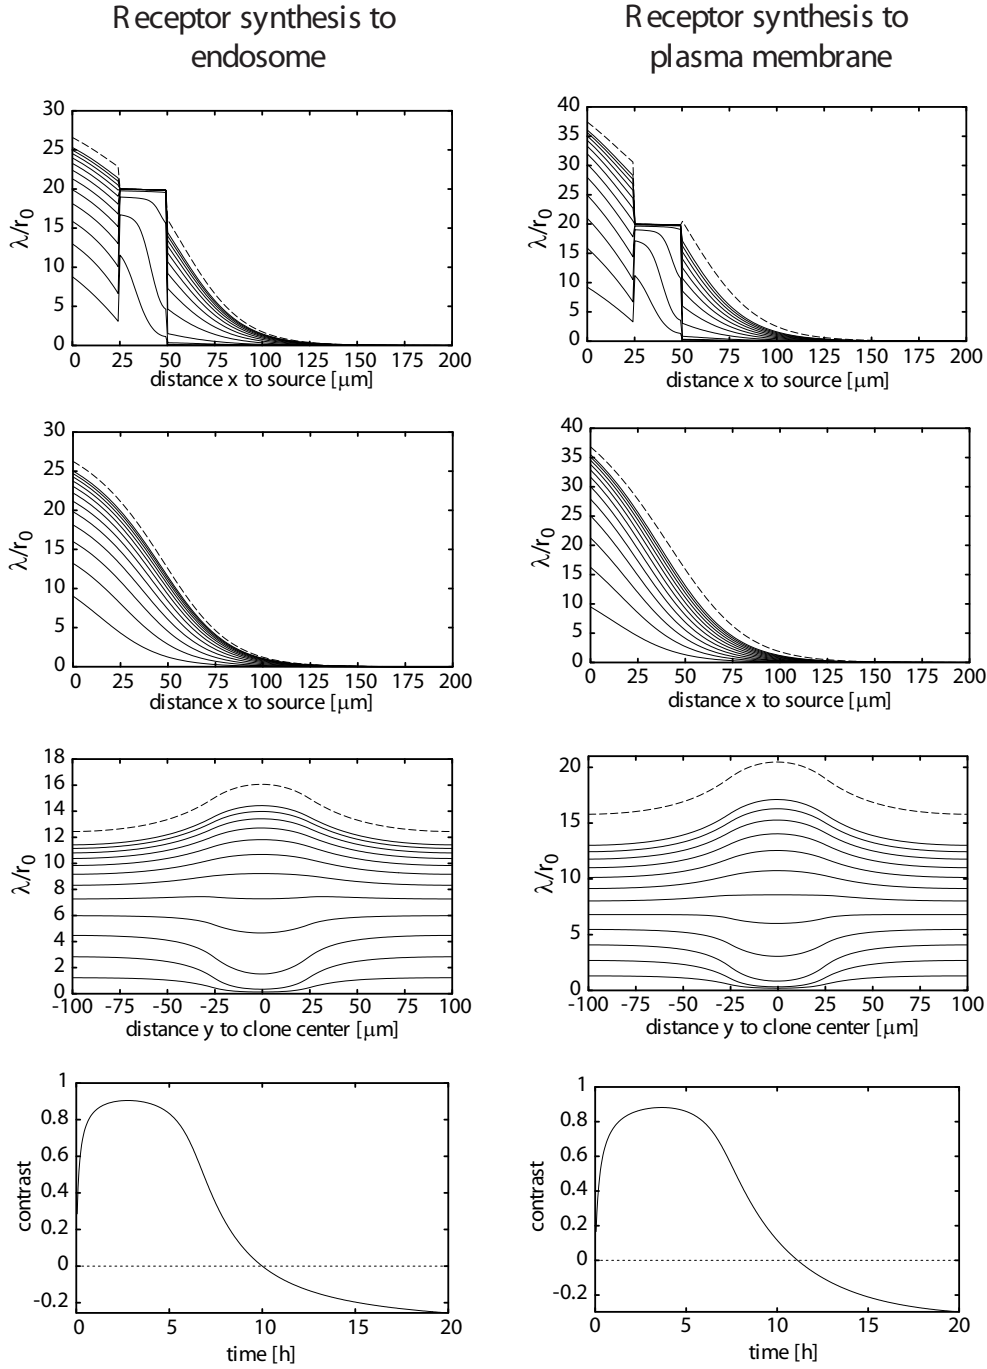 Receptor synthesis to
endosome
Receptor synthesis to
plasma membrane
30
25
20
15
10
5
0
λ/r0
0 25 50 75 100 125 150 175 200
distance x to source [μm]
40
35
30
25
20
15
10
5
0
λ/r0
0 25 50 75 100 125 150 175 200
distance x to source [μm]
30
25
20
15
10
5
0
λ/r0
0 25 50 75 100 125 150 175 200
distance x to source [μm]
40
35
30
25
20
15
10
5
0
λ/r0
0 25 50 75 100 125 150 175 200
distance x to source [μm]
18
16
14
12
10
8
6
4
2
0
λ/r0
-100 -75 -50 -25 0 25 50 75 100
distance y to clone center [μm]
20
15
10
5
0
λ/r0
-100 -75 -50 -25 0 25 50 75 100
distance y to clone center [μm]
1
0.8
0.6
0.4
0.2
0
-0.2
contrast
0 5 10 15 20
time [h]
1
0.8
0.6
0.4
0.2
0
-0.2
contrast
0 5 10 15 20
time [h]